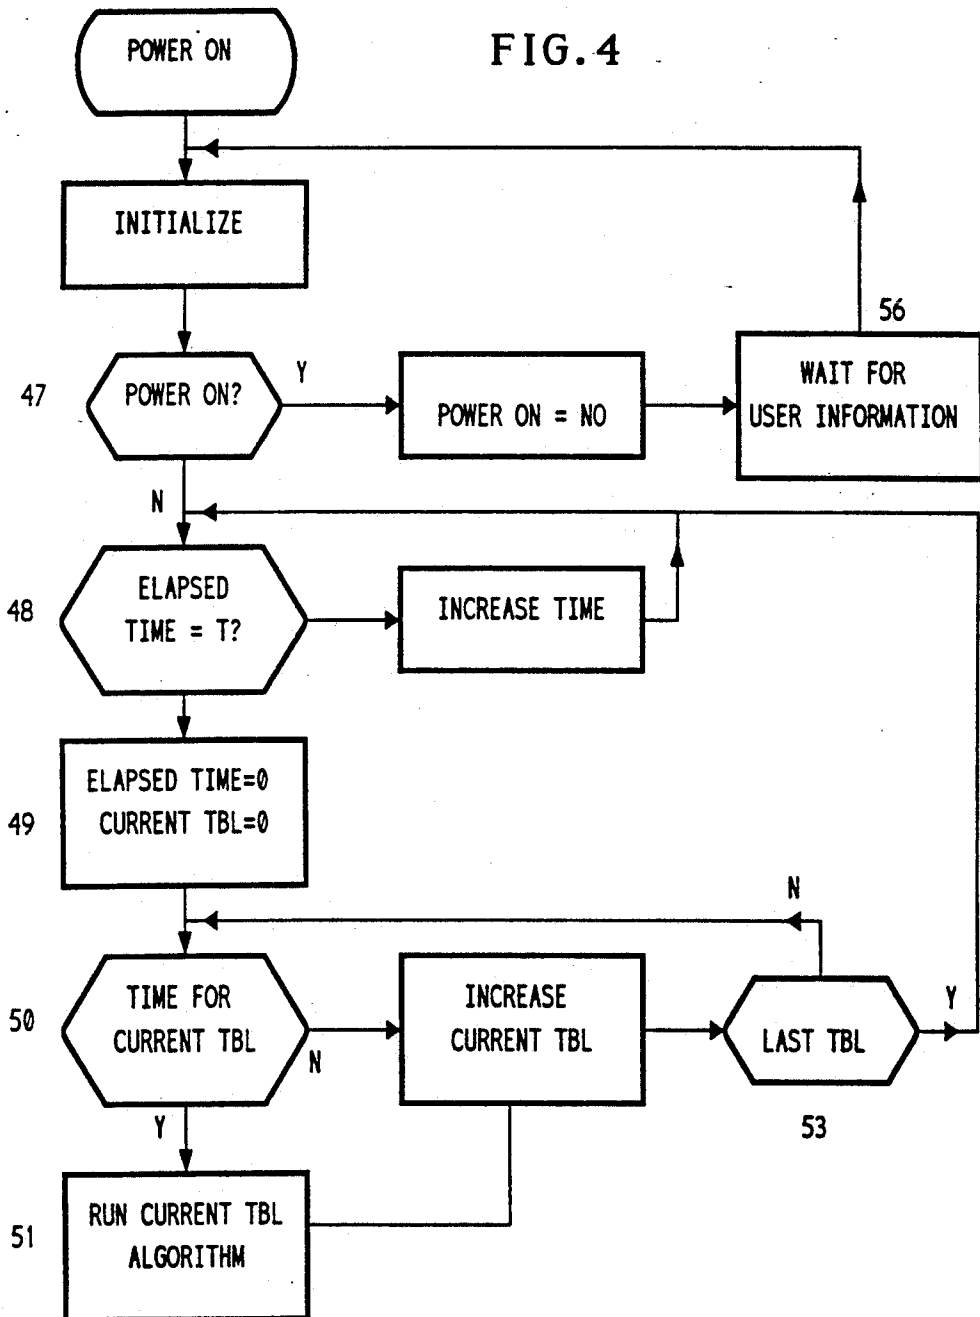 POWER ON
FIG.4
INITIALIZE
56
47
POWER ON?
Y
POWER ON = NO
WAIT FOR
USER INFORMATION
N
48
ELAPSED
TIME = T?
INCREASE TIME
49
ELAPSED TIME=0
CURRENT TBL=0
N
50
TIME FOR
CURRENT TBL
N
INCREASE
CURRENT TBL
LAST TBL
Y
53
Y
51
RUN CURRENT TBL
ALGORITHM